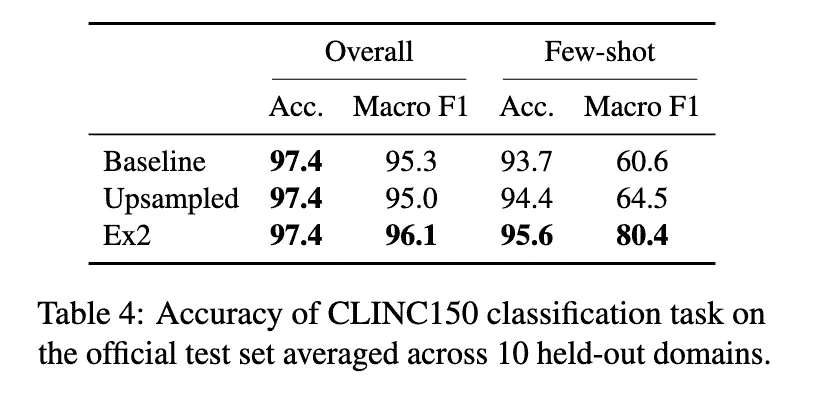 Overall Few-shot
Acc. Macro F1 Acc. Macro F1
Baseline 97.4 95.3 93.7 60.6
Upsampled 97.4 95.0 94.4 64.5
Ex2 97.4 96.1 95.6 80.4
Table 4: Accuracy of CLINC150 classification task on
the official test set averaged across 10 held-out domains.